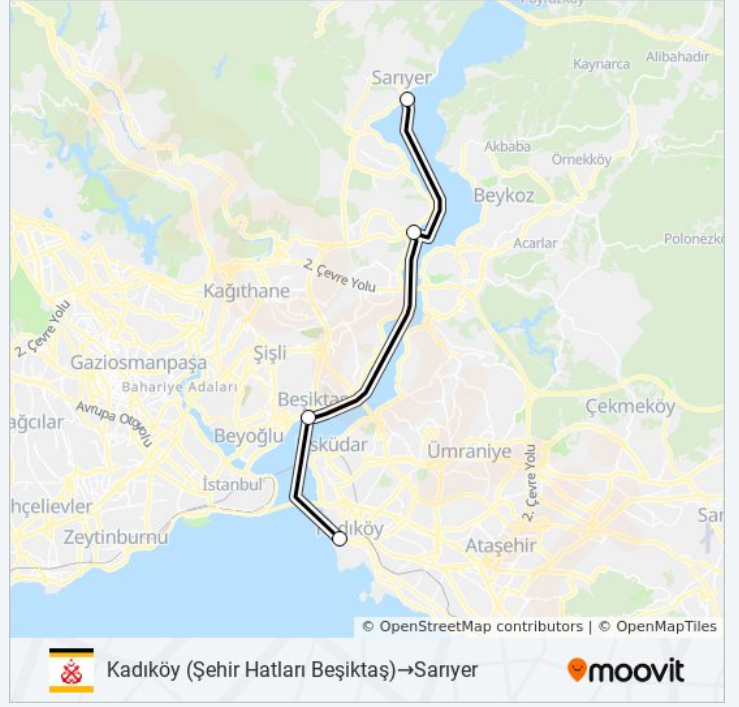 Poyrazköy
Sarıyer
Kaynarca
Alibahadır
Akbaba
Örnekköy
Beykoz
Acarlar
Polonezkö
2. Çevre Yolu
Kağıthane
2. Çevre Yolu
Şişli
Gaziosmanpaşa
Bahariye Adaları
Beşiktaş
Çekmeköy
ağcılar
Avrupa Otoyolu
Beyoğlu
sküdar
Ümraniye
2. Çevre Yolu
İstanbul
hçelievler
Kadıköy
Zeytinburnu
Ataşehir
Sar
© OpenStreetMap contributors | © OpenMapTiles
Kadıköy (Şehir Hatları Beşiktaş)→Sarıyer
moovit